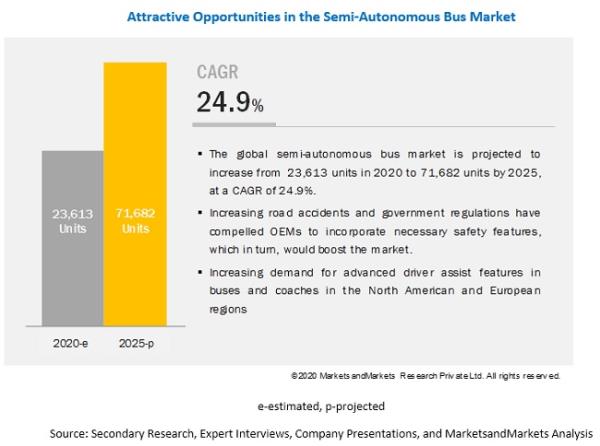 Attractive Opportunities in the Semi-Autonomous Bus Market
CAGR
24.9%
▪ The global semi-autonomous bus market is projected to
increase from 23,613 units in 2020 to 71,682 units by 2025,
at a CAGR of 24.9%.
▪ Increasing road accidents and government regulations have
compelled OEMs to incorporate necessary safety features,
which in turn, would boost the market.
▪ Increasing demand for advanced driver assist features in
buses and coaches in the North American and European
regions
23,613
Units
71,682
Units
2020-e
2025-p
©2020 MarketsandMarkets Research Private Ltd. All rights reserved.
e-estimated, p-projected
Source: Secondary Research, Expert Interviews, Company Presentations, and MarketsandMarkets Analysis